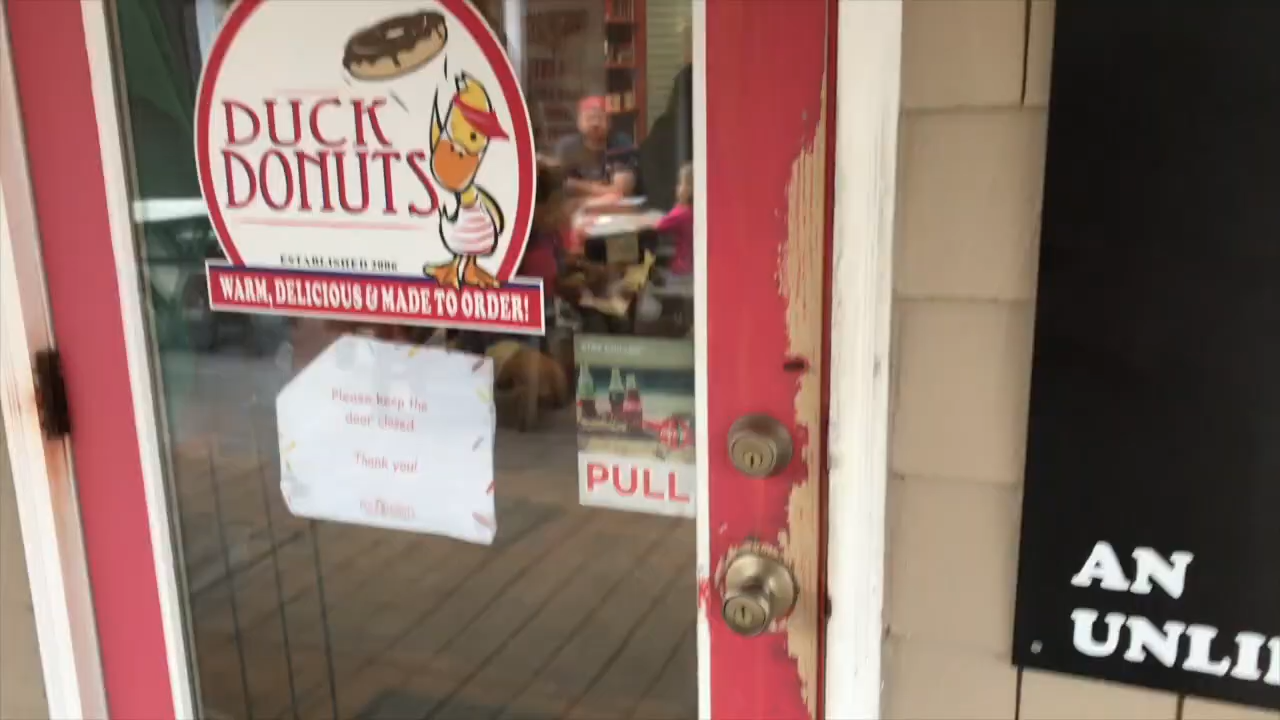 DUCK
DONUTS
ESTABLISHED 2006
WARM, DELICIOUS & MADE TO ORDER!
Please keep the
door closed
Thank you!
PULL
AN
UNLI